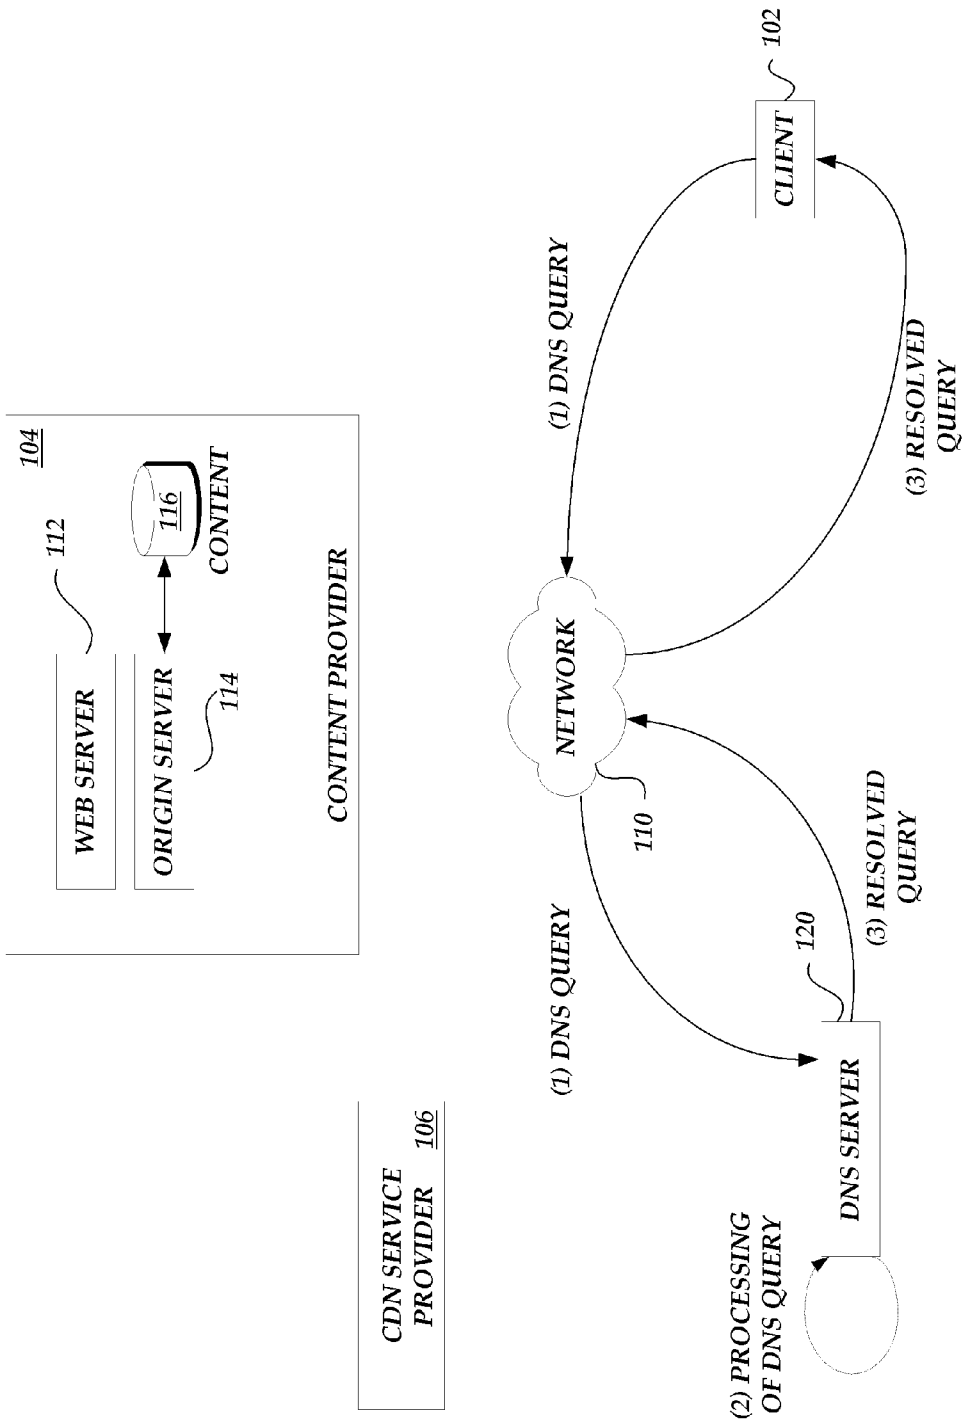 104
112
WEB SERVER
ORIGIN SERVER
114
116
CONTENT
CONTENT PROVIDER
CDN SERVICE
PROVIDER
106
(1) DNS QUERY
(1) DNS QUERY
NETWORK
110
102
CLIENT
(3) RESOLVED
QUERY
(3) RESOLVED
QUERY
120
DNS SERVER
(2) PROCESSING
OF DNS QUERY